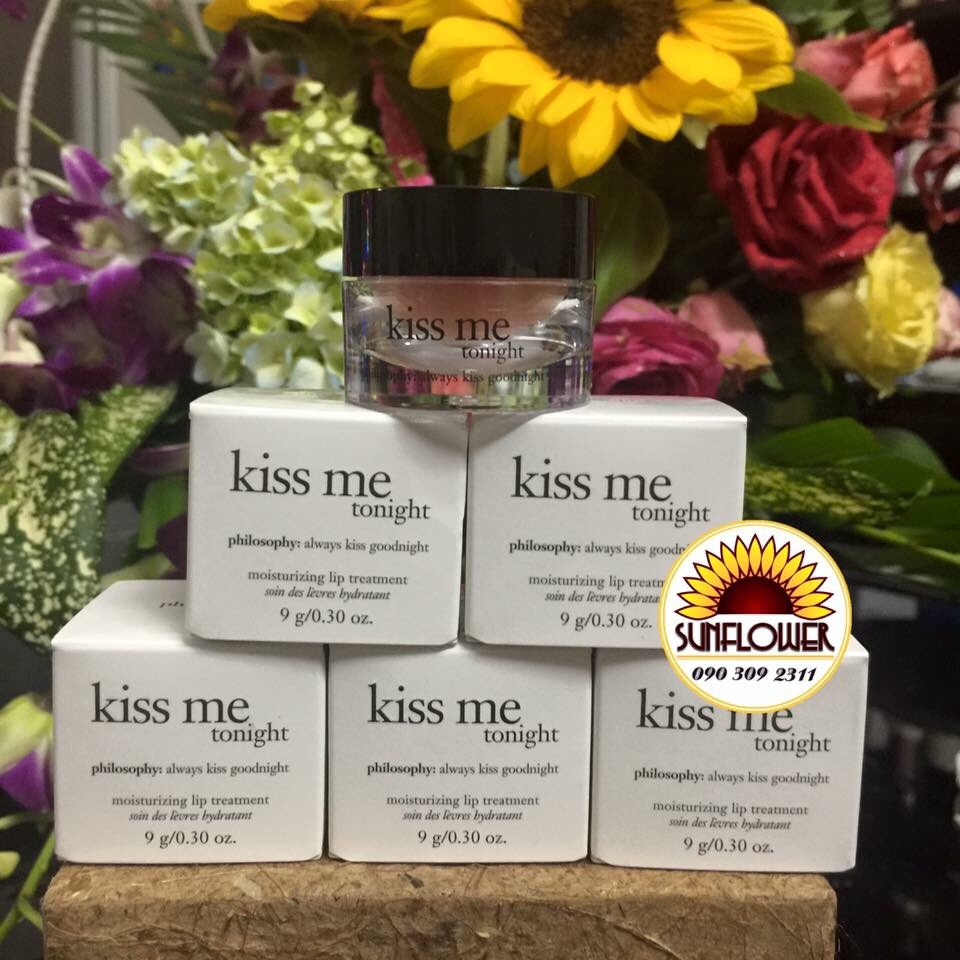 kiss me
tonight
philosophy: always kiss goodnight
kiss me
tonight
philosophy: always kiss goodnight
moisturizing lip treatment
soin des lèvres hydratant
9 g/0.30 oz.
kiss me
tonight
philosophy: always kiss
moisturizing lip
soin des lèvres
9 g/0.30 oz.
SUNFLOWER
090 309 2311
kiss me
tonight
philosophy: always kiss goodnight
moisturizing lip treatment
soin des lèvres hydratant
9 g/0.30 oz.
kiss me
tonight
philosophy: always kiss goodnight
moisturizing lip treatment
soin des lèvres hydratant
9 g/0.30 oz.
kiss me
tonight
philosophy: always kiss goodnight
moisturizing lip treatment
soin des lèvres hydratant
9 g/0.30 oz.